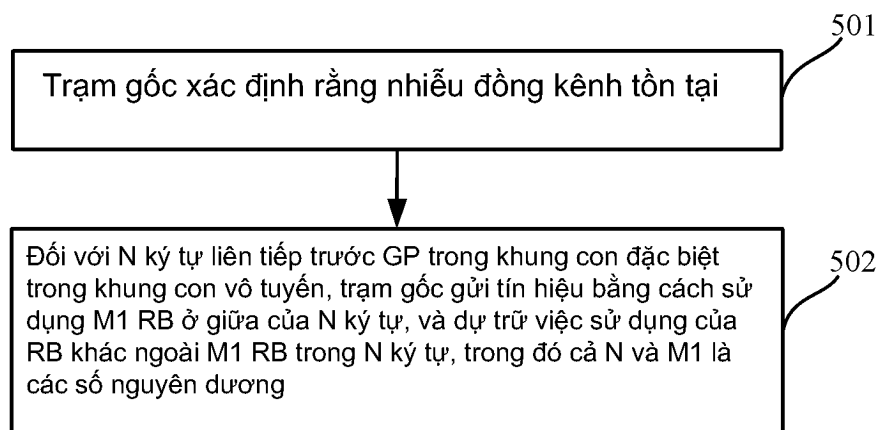 501
Trạm gốc xác định rằng nhiễu đồng kênh tồn tại
Đối với N ký tự liên tiếp trước GP trong khung con đặc biệt
trong khung con vô tuyến, trạm gốc gửi tín hiệu bằng cách sử
dụng M1 RB ở giữa của N ký tự, và dự trữ việc sử dụng của
RB khác ngoài M1 RB trong N ký tự, trong đó cả N và M1 là
các số nguyên dương
502